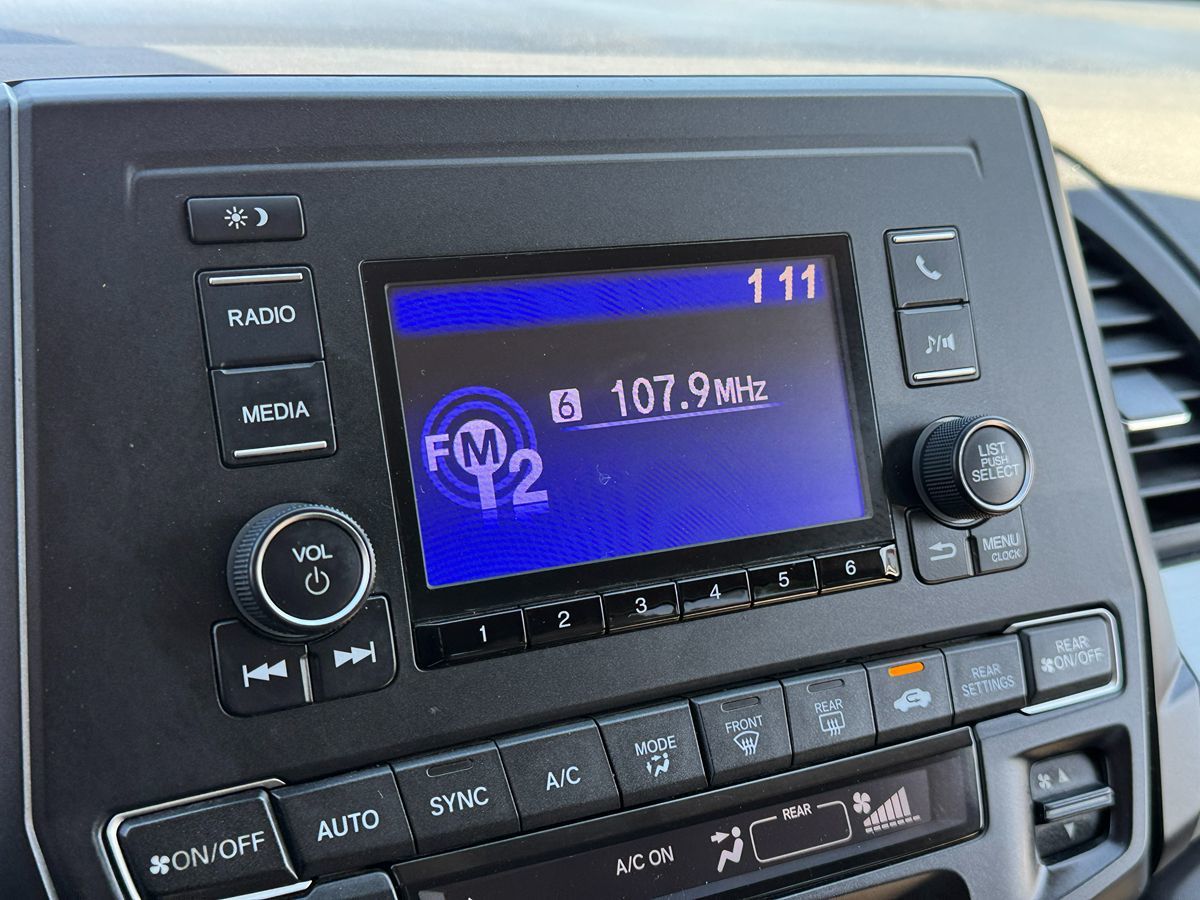 111
RADIO
6 107.9MHz
MEDIA
FM
2
LIST
PUSH
SELECT
VOL
MENU
CLOCK
1 2 3 4 5 6
REAR
ON/OFF
REAR
SETTINGS
REAR
FRONT
MODE
A/C
SYNC
AUTO
ON/OFF
REAR
A/C ON